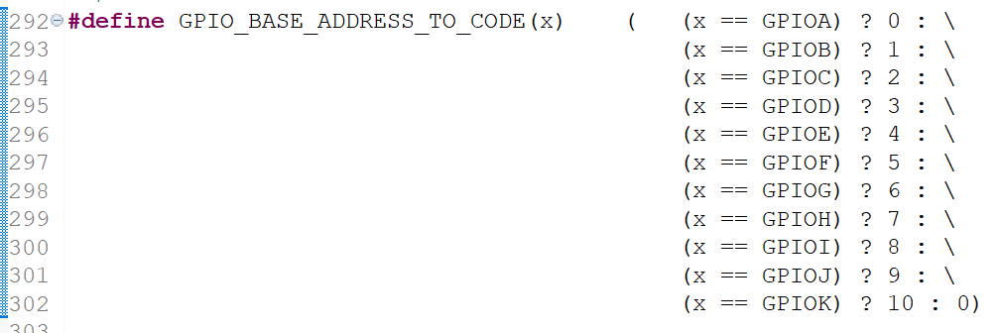 292 #define GPIO_BASE_ADDRESS_TO_CODE(x) ( (x == GPIOA) ? 0 : \
293 (x == GPIOB) ? 1 : \
294 (x == GPIOC) ? 2 : \
295 (x == GPIOD) ? 3 : \
296 (x == GPIOE) ? 4 : \
297 (x == GPIOF) ? 5 : \
298 (x == GPIOG) ? 6 : \
299 (x == GPIOH) ? 7 : \
300 (x == GPIOI) ? 8 : \
301 (x == GPIOJ) ? 9 : \
302 (x == GPIOK) ? 10 : 0)
303